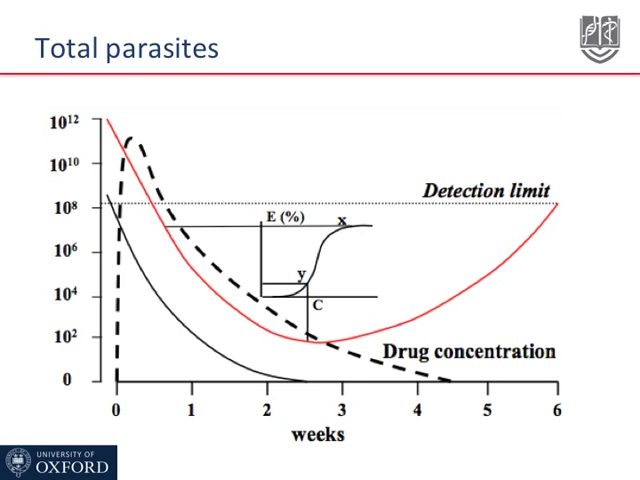 Total parasites
10¹²
10¹⁰
10⁸
10⁶
10⁴
10²
0
Detection limit
E (%)
x
y
C
Drug concentration
0 1 2 3 4 5 6
weeks
UNIVERSITY OF
OXFORD